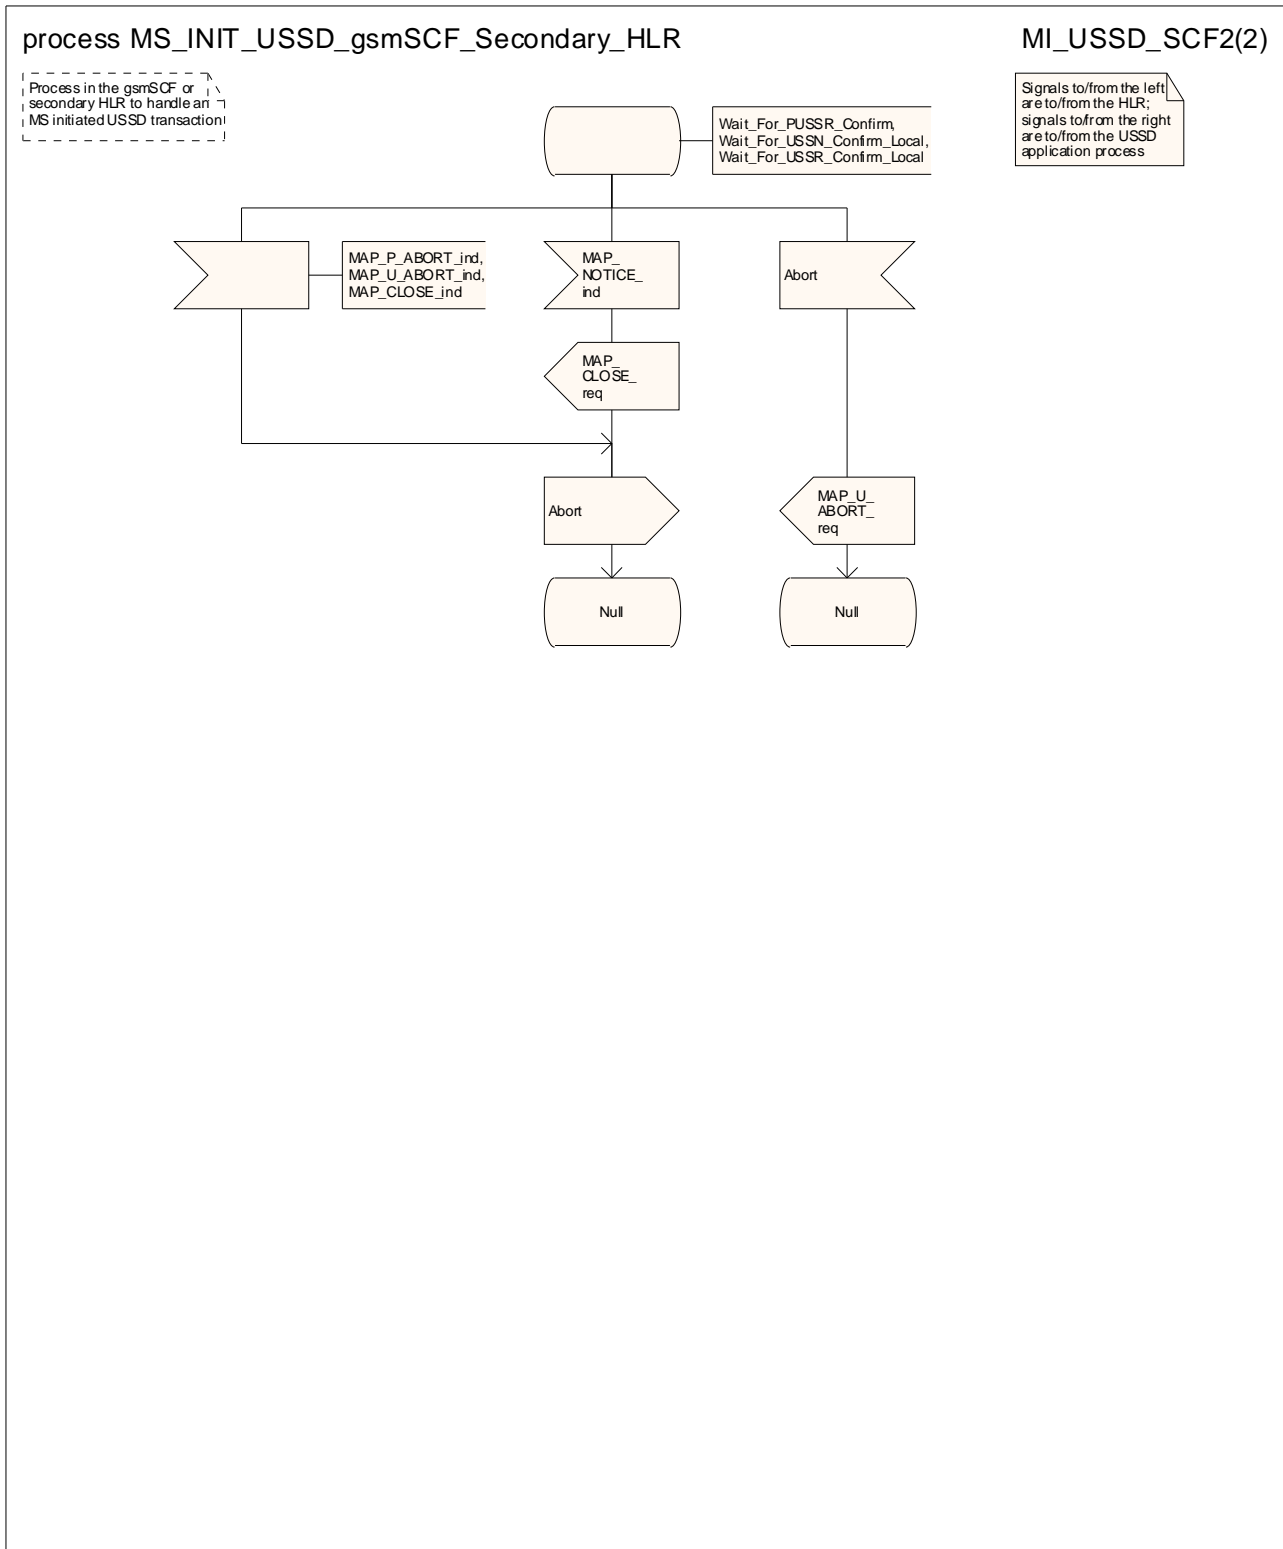 process MS_INIT_USSD_gsmSCF_Secondary_HLR
MI_USSD_SCF2(2)
Process in the gsmSCF or
secondary HLR to handle an
MS initiated USSD transaction
Signals to/from the left
are to/from the HLR;
signals to/from the right
are to/from the USSD
application process
Wait_For_PUSSR_Confirm,
Wait_For_USSN_Confirm_Local,
Wait_For_USSR_Confirm_Local
MAP_P_ABORT_ind,
MAP_U_ABORT_ind,
MAP_CLOSE_ind
MAP_
NOTICE_
ind
Abort
MAP_
CLOSE_
req
Abort
MAP_U_
ABORT_
req
Null
Null